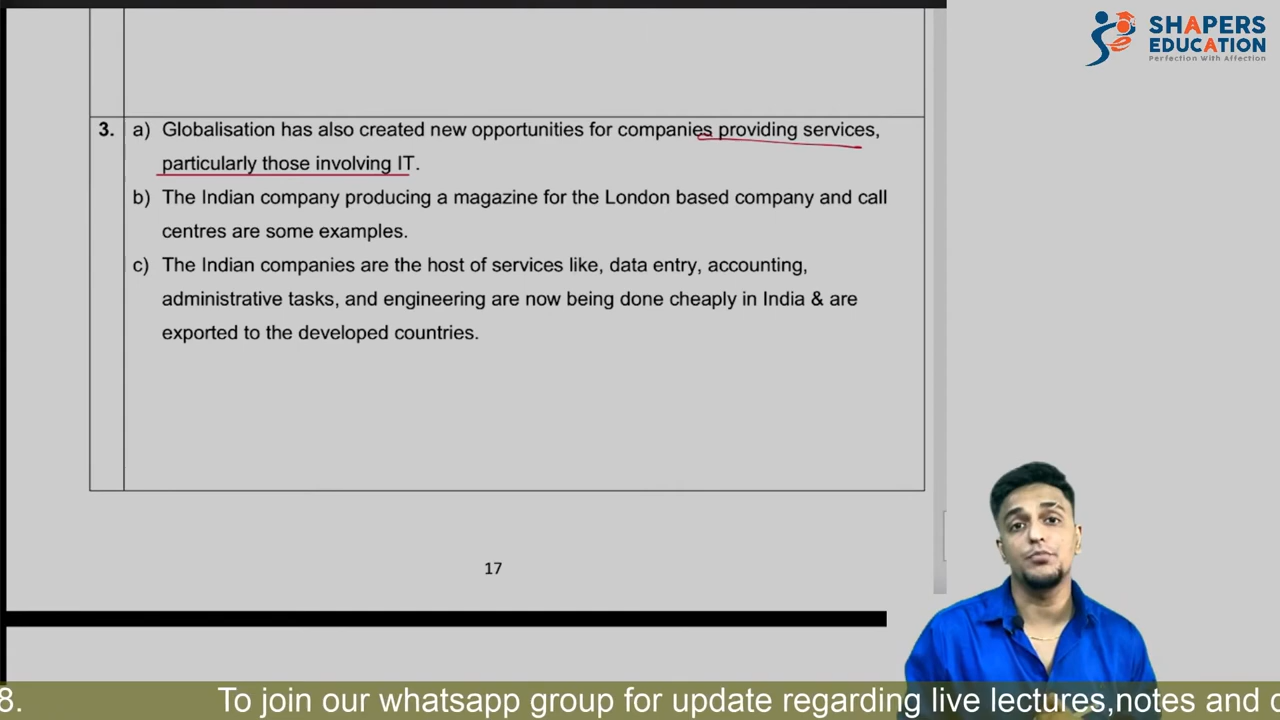 SHAPERS
EDUCATION
Perfection With Affection
3. a) Globalisation has also created new opportunities for companies providing services,
particularly those involving IT.
b) The Indian company producing a magazine for the London based company and call
centres are some examples.
c) The Indian companies are the host of services like, data entry, accounting,
administrative tasks, and engineering are now being done cheaply in India & are
exported to the developed countries.
17
8. To join our whatsapp group for update regarding live lectures,notes and